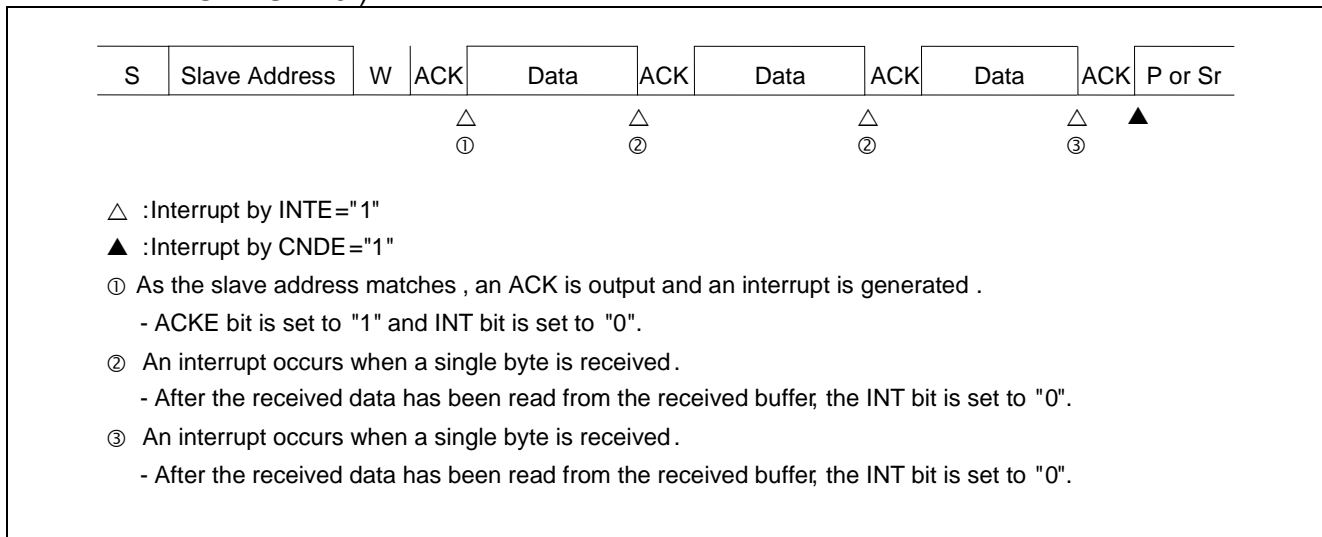 S Slave Address W ACK Data ACK Data ACK Data ACK P or Sr
△ △ △ △ ▲
① ② ② ③
△ :Interrupt by INTE="1"
▲ :Interrupt by CNDE="1"
① As the slave address matches , an ACK is output and an interrupt is generated .
- ACKE bit is set to "1" and INT bit is set to "0".
② An interrupt occurs when a single byte is received .
- After the received data has been read from the received buffer, the INT bit is set to "0".
③ An interrupt occurs when a single byte is received .
- After the received data has been read from the received buffer, the INT bit is set to "0".